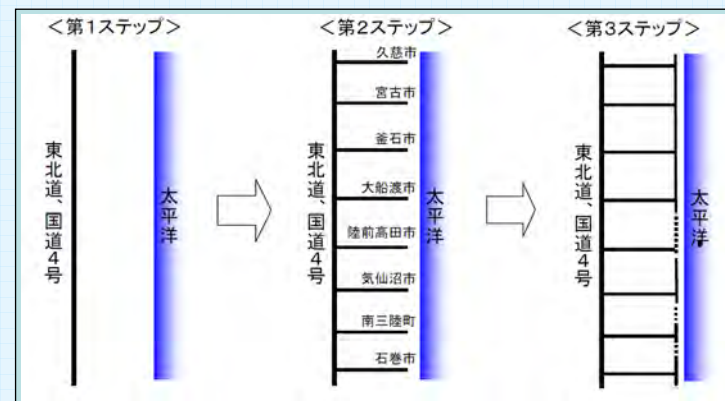 <第1ステップ>
東北道、国道4号
太平洋
<第2ステップ>
東北道、国道4号
久慈市
宮古市
釜石市
大船渡市
陸前高田市
気仙沼市
南三陸町
石巻市
太平洋
<第3ステップ>
東北道、国道4号
太平洋